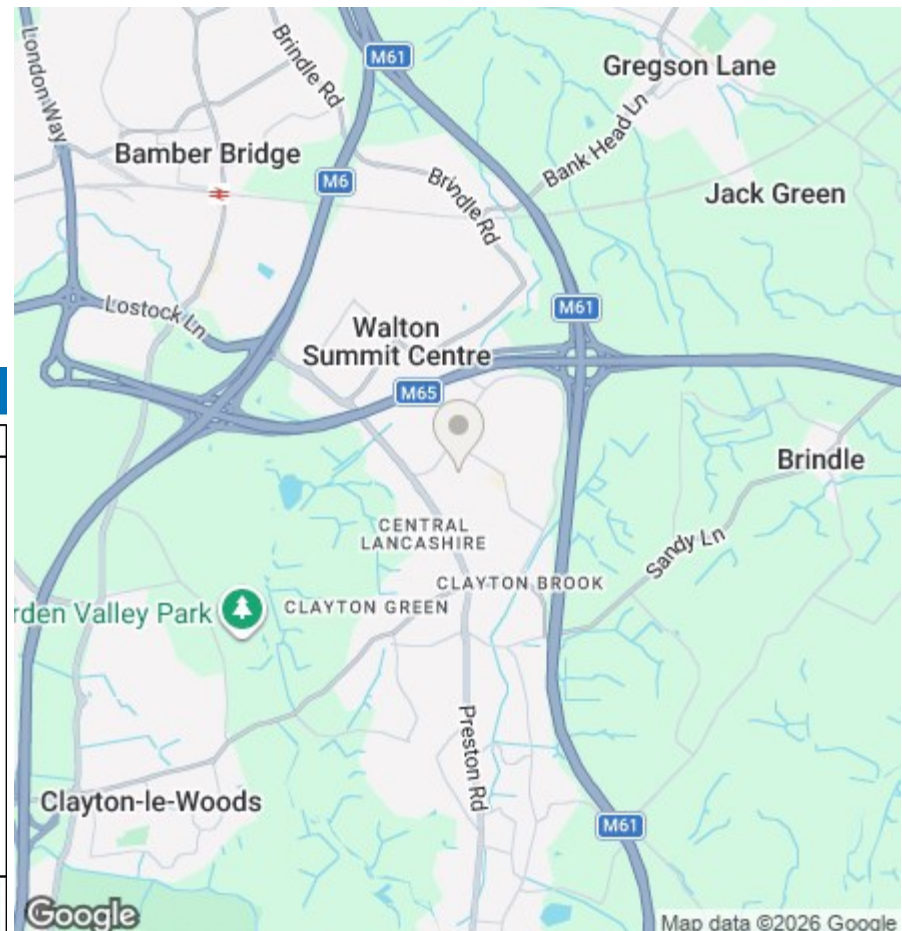 London Way
Brindle Rd
M61
Gregson Lane
Bamber Bridge
M6
Bank Head Ln
Brindle Rd
Jack Green
Lostock Ln
M61
Walton
Summit Centre
M65
Brindle
CENTRAL
LANCASHIRE
Sandy Ln
CLAYTON BROOK
rden Valley Park
CLAYTON GREEN
Preston Rd
Clayton-le-Woods
M61
Google
Map data ©2026 Google